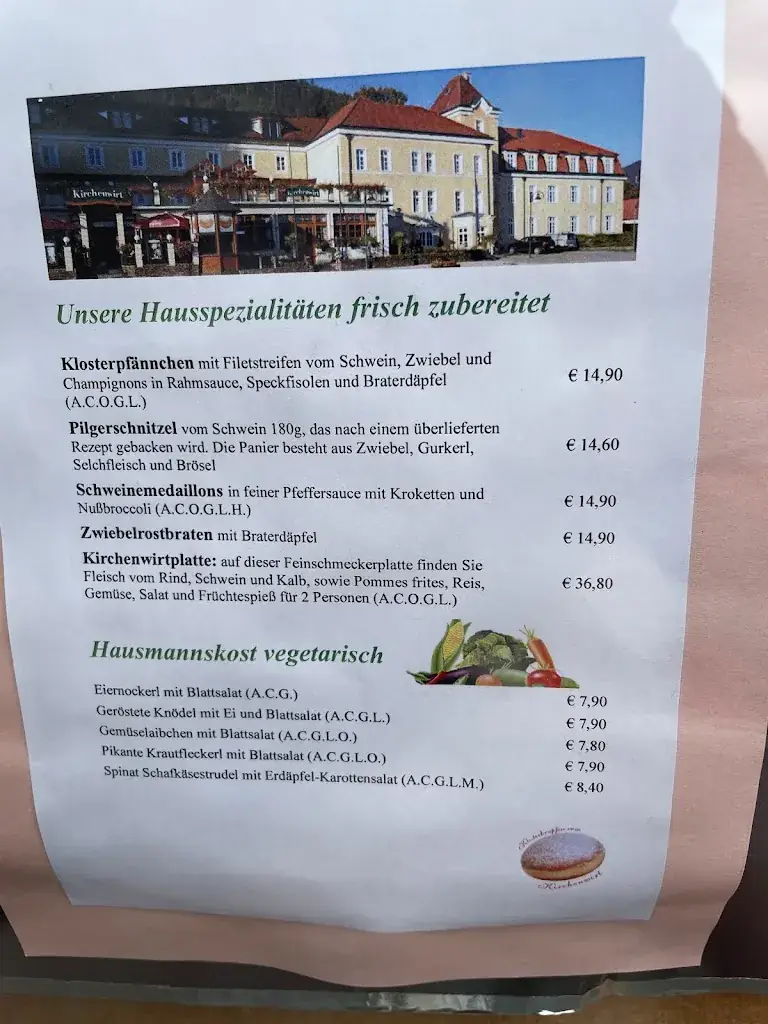 Kirchenwirt
Kirchenwirt
Unsere Hausspezialitäten frisch zubereitet
Klosterpfännchen mit Filetstreifen vom Schwein, Zwiebel und
Champignons in Rahmsauce, Speckfisolen und Braterdäpfel
(A.C.O.G.L.)
€ 14,90
Pilgerschnitzel vom Schwein 180g, das nach einem überlieferten
Rezept gebacken wird. Die Panier besteht aus Zwiebel, Gurkerl,
Selchfleisch und Brösel
€ 14,60
Schweinemedaillons in feiner Pfeffersauce mit Kroketten und
Nußbroccoli (A.C.O.G.L.H.)
€ 14,90
Zwiebelrostbraten mit Braterdäpfel € 14,90
Kirchenwirtplatte: auf dieser Feinschmeckerplatte finden Sie
Fleisch vom Rind, Schwein und Kalb, sowie Pommes frites, Reis,
Gemüse, Salat und Früchtespieß für 2 Personen (A.C.O.G.L.)
€ 36,80
Hausmannskost vegetarisch
Eiernockerl mit Blattsalat (A.C.G.) € 7,90
Geröstete Knödel mit Ei und Blattsalat (A.C.G.L.) € 7,90
Gemüselaibchen mit Blattsalat (A.C.G.L.O.) € 7,80
Pikante Krautfleckerl mit Blattsalat (A.C.G.L.O.) € 7,90
Spinat Schafkäsestrudel mit Erdäpfel-Karottensalat (A.C.G.L.M.) € 8,40
Kirchenwirt